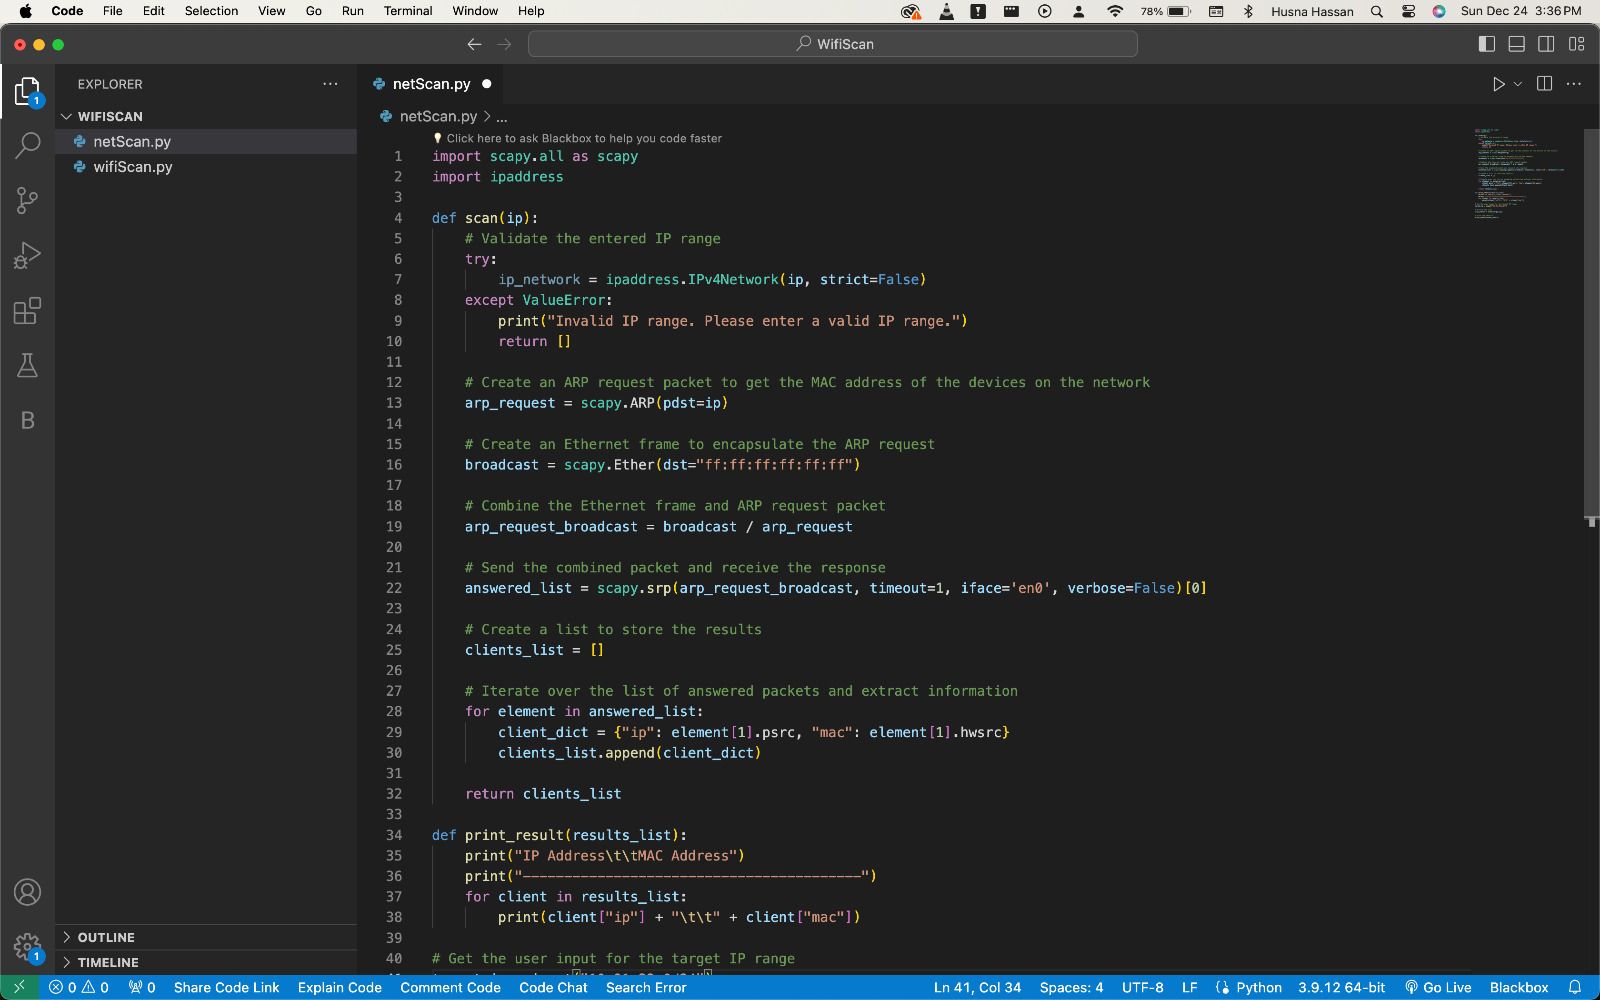 Code File Edit Selection View Go Run Terminal Window Help 78% Husna Hassan Sun Dec 24 3:36 PM
WifiScan
EXPLORER ...
netScan.py
1
WIFISCAN
netScan.py > ...
netScan.py
wifiScan.py
Click here to ask Blackbox to help you code faster
1 import scapy.all as scapy
2 import ipaddress
3
4 def scan(ip):
5 # Validate the entered IP range
6 try:
7 ip_network = ipaddress.IPv4Network(ip, strict=False)
8 except ValueError:
9 print("Invalid IP range. Please enter a valid IP range.")
10 return []
11
12 # Create an ARP request packet to get the MAC address of the devices on the network
13 arp_request = scapy.ARP(pdst=ip)
14
15 # Create an Ethernet frame to encapsulate the ARP request
16 broadcast = scapy.Ether(dst="ff:ff:ff:ff:ff:ff")
17
18 # Combine the Ethernet frame and ARP request packet
19 arp_request_broadcast = broadcast / arp_request
20
21 # Send the combined packet and receive the response
22 answered_list = scapy.srp(arp_request_broadcast, timeout=1, iface='en0', verbose=False)[0]
23
24 # Create a list to store the results
25 clients_list = []
26
27 # Iterate over the list of answered packets and extract information
28 for element in answered_list:
29 client_dict = {"ip": element[1].psrc, "mac": element[1].hwsrc}
30 clients_list.append(client_dict)
31
32 return clients_list
33
34 def print_result(results_list):
35 print("IP Address\t\tMAC Address")
36 print("-----------------------------------------")
37 for client in results_list:
38 print(client["ip"] + "\t\t" + client["mac"])
39
40 # Get the user input for the target IP range
B
1
OUTLINE
TIMELINE
0 0 0 Share Code Link Explain Code Comment Code Code Chat Search Error Ln 41, Col 34 Spaces: 4 UTF-8 LF Python 3.9.12 64-bit Go Live Blackbox